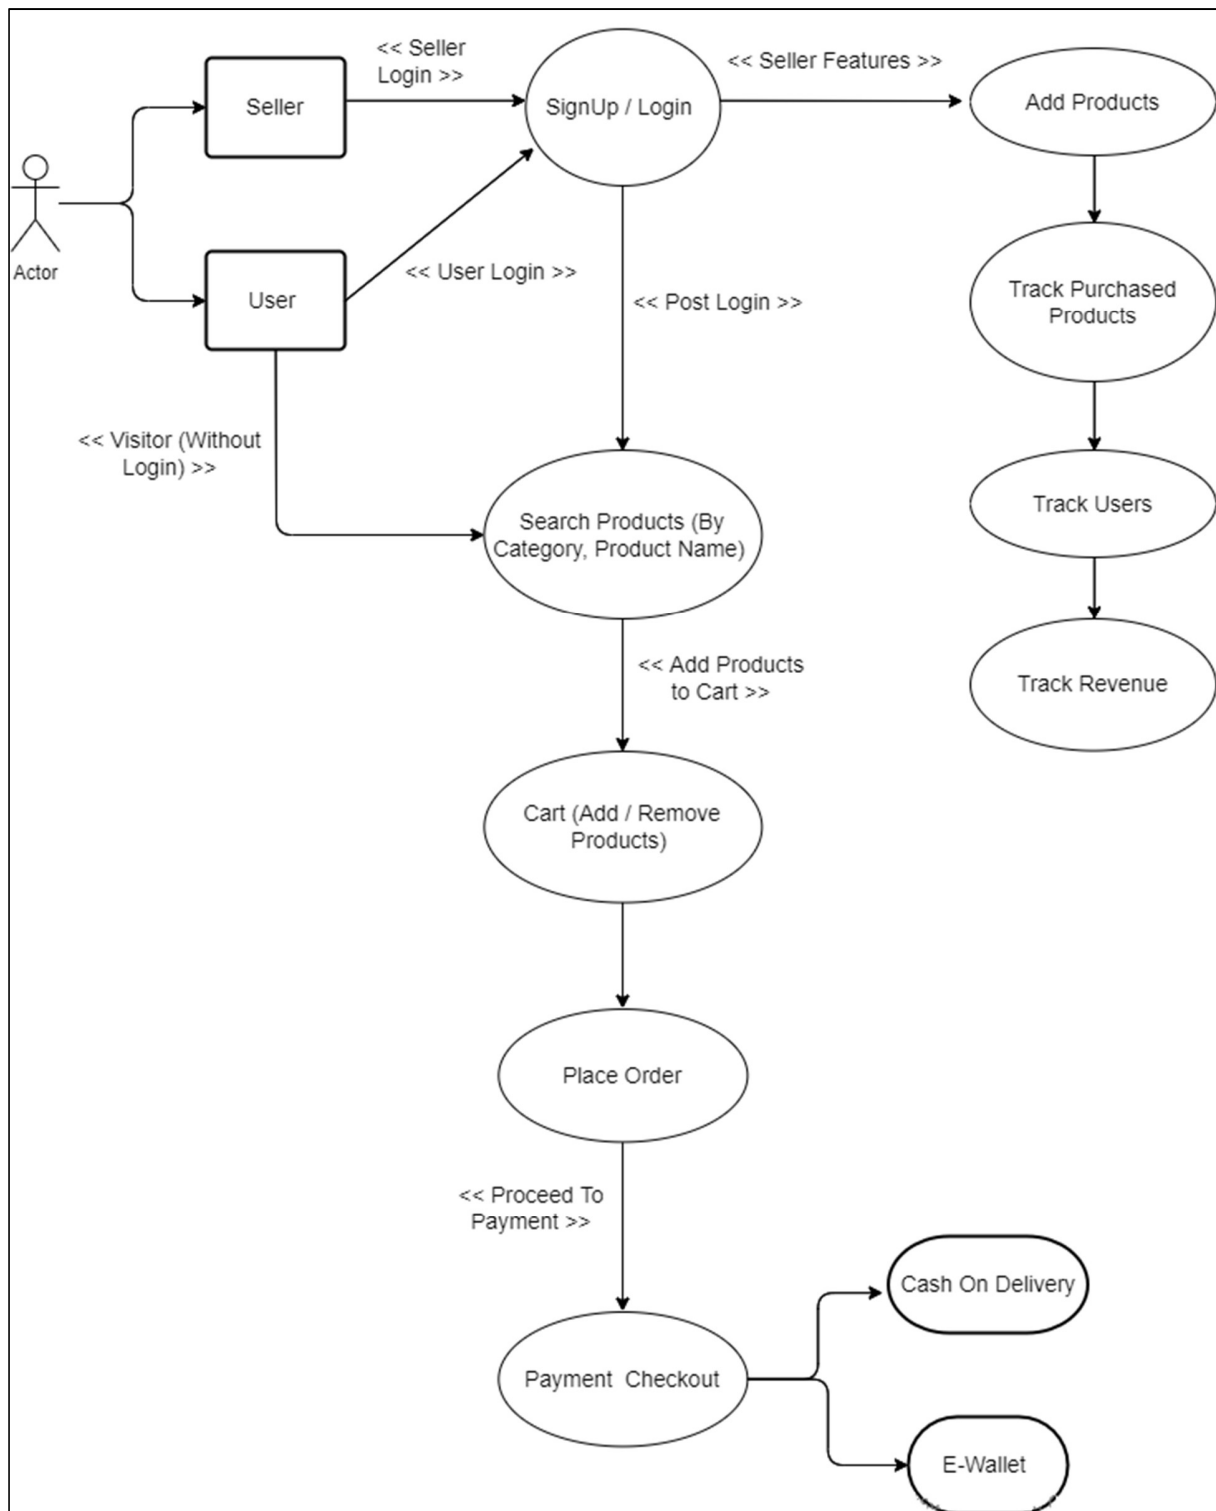 << Seller
Login >>
<< Seller Features >>
Seller
SignUp / Login
Add Products
Actor
User
<< User Login >>
<< Post Login >>
Track Purchased
Products
<< Visitor (Without
Login) >>
Search Products (By
Category, Product Name)
Track Users
<< Add Products
to Cart >>
Track Revenue
Cart (Add / Remove
Products)
Place Order
<< Proceed To
Payment >>
Cash On Delivery
Payment  Checkout
E-Wallet